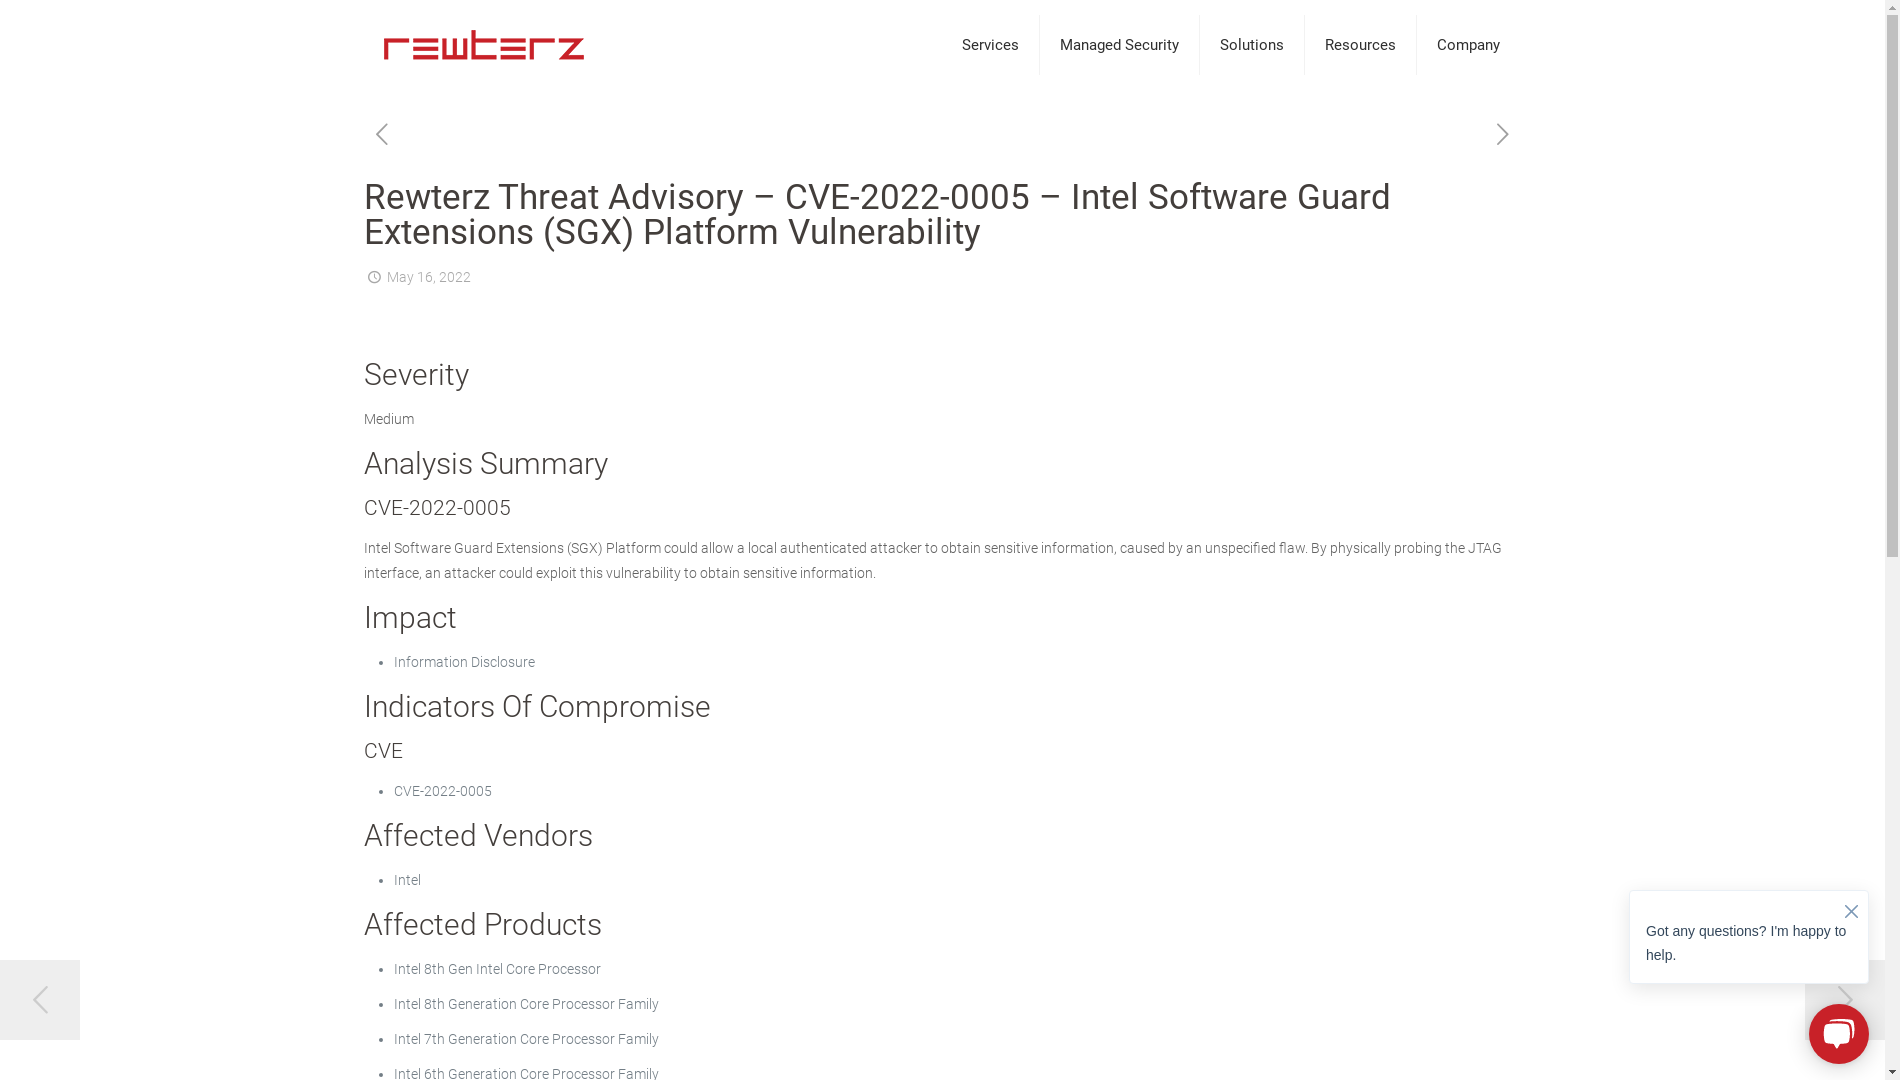 rewterz
Services
Managed Security
Solutions
Resources
Company
Rewterz Threat Advisory – CVE-2022-0005 – Intel Software Guard
Extensions (SGX) Platform Vulnerability
May 16, 2022
Severity
Medium
Analysis Summary
CVE-2022-0005
Intel Software Guard Extensions (SGX) Platform could allow a local authenticated attacker to obtain sensitive information, caused by an unspecified flaw. By physically probing the JTAG
interface, an attacker could exploit this vulnerability to obtain sensitive information.
Impact
Information Disclosure
Indicators Of Compromise
CVE
CVE-2022-0005
Affected Vendors
Intel
Affected Products
Intel 8th Gen Intel Core Processor
Intel 8th Generation Core Processor Family
Intel 7th Generation Core Processor Family
Intel 6th Generation Core Processor Family
Got any questions? I'm happy to
help.